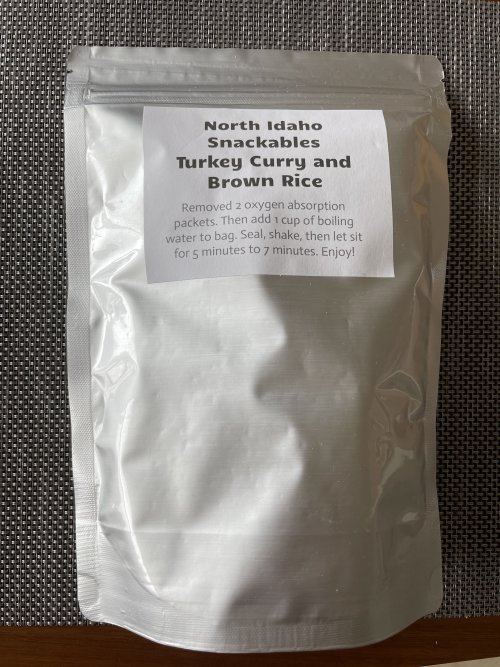 North Idaho
Snackables
Turkey Curry and
Brown Rice
Removed 2 oxygen absorption
packets. Then add 1 cup of boiling
water to bag. Seal, shake, then let sit
for 5 minutes to 7 minutes. Enjoy!